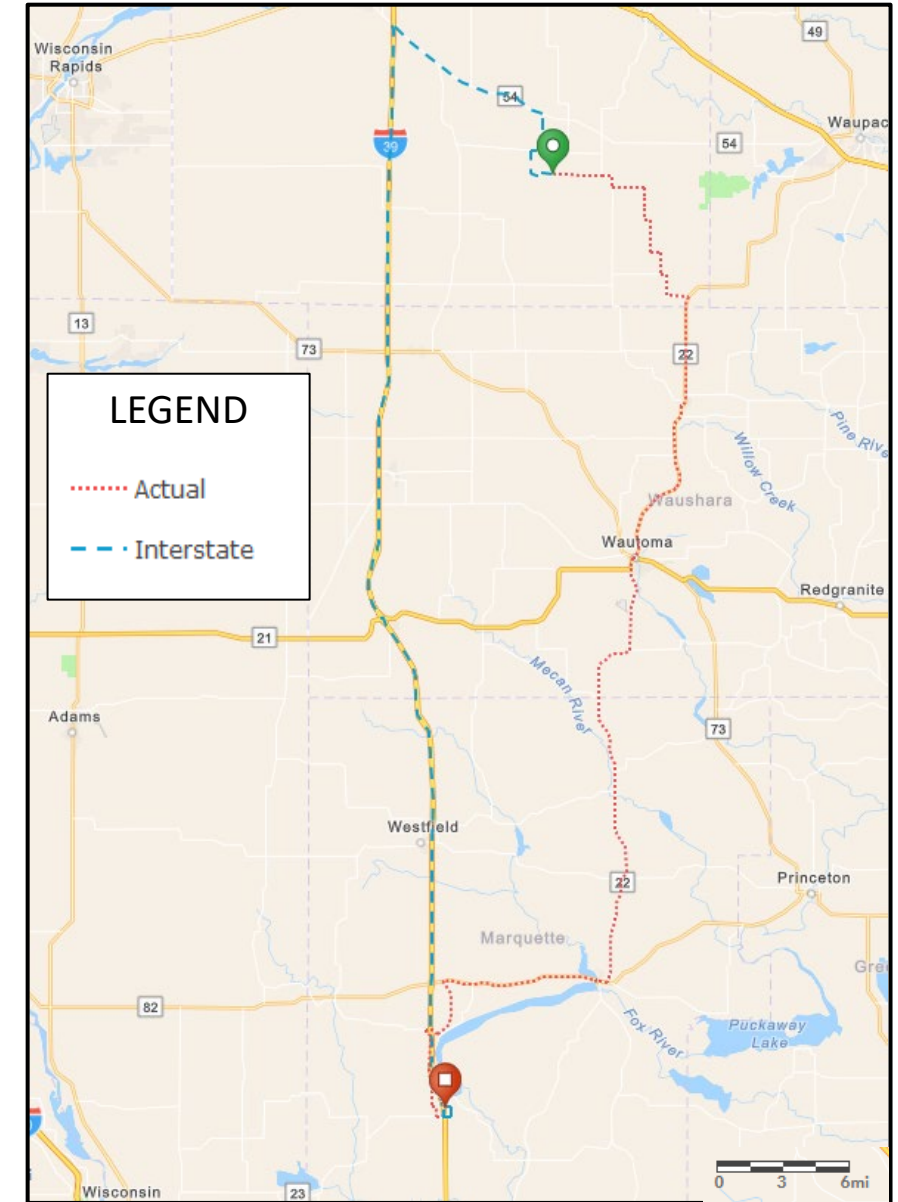 49
Wisconsin
Rapids
54
Waupac
39
54
13
73
22
LEGEND
Actual
Interstate
Pine Rive
Willow Creek
Waushara
Wautoma
Redgranite
21
Mecan River
Adams
73
Westfield
22
Princeton
Marquette
Gree
82
Fox River
Puckaway
Lake
0 3 6mi
Wisconsin
23